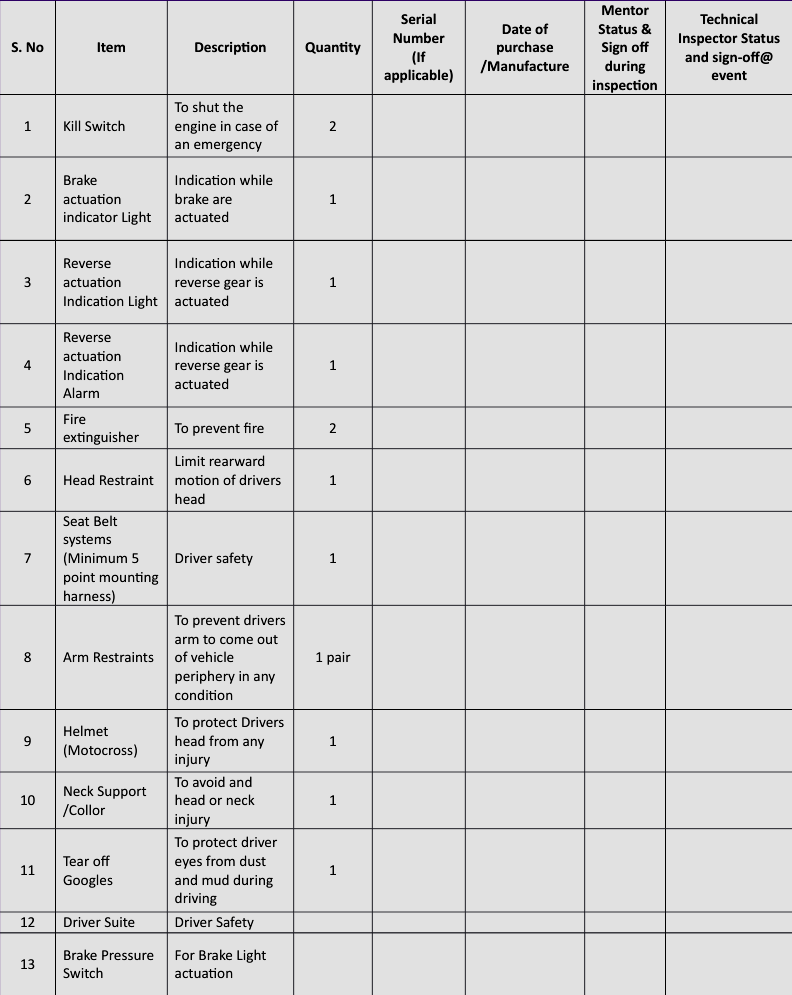 S. No
Item
Description
Quantity
Serial
Number
(If
applicable)
Date of
purchase
/Manufacture
Mentor
Status &
Sign off
during
inspection
Technical
Inspector Status
and sign-off@
event
1
Kill Switch
To shut the
engine in case of
an emergency
2
2
Brake
actuation
indicator Light
Indication while
brake are
actuated
1
3
Reverse
actuation
Indication Light
Indication while
reverse gear is
actuated
1
4
Reverse
actuation
Indication
Alarm
Indication while
reverse gear is
actuated
1
5
Fire
extinguisher
To prevent fire
2
6
Head Restraint
Limit rearward
motion of drivers
head
1
7
Seat Belt
systems
(Minimum 5
point mounting
harness)
Driver safety
1
8
Arm Restraints
To prevent drivers
arm to come out
of vehicle
periphery in any
condition
1 pair
9
Helmet
(Motocross)
To protect Drivers
head from any
injury
1
10
Neck Support
/Collor
To avoid and
head or neck
injury
1
11
Tear off
Googles
To protect driver
eyes from dust
and mud during
driving
1
12
Driver Suite
Driver Safety
13
Brake Pressure
Switch
For Brake Light
actuation